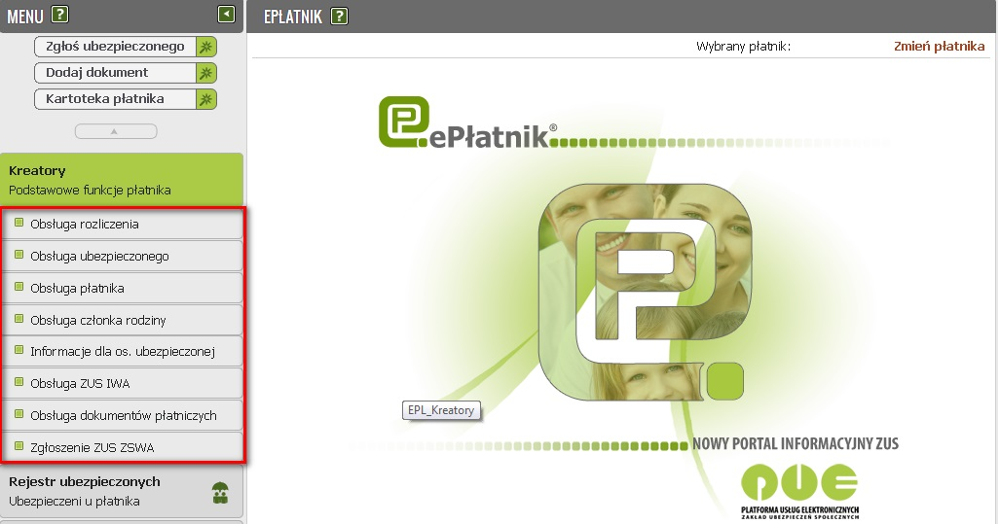 MENU ?
Zgłoś ubezpieczonego
Dodaj dokument
Kartoteka płatnika
Kreatory
Podstawowe funkcje płatnika
Obsługa rozliczenia
Obsługa ubezpieczonego
Obsługa płatnika
Obsługa członka rodziny
Informacje dla os. ubezpieczonej
Obsługa ZUS IWA
Obsługa dokumentów płatniczych
Zgłoszenie ZUS ZSWA
Rejestr ubezpieczonych
Ubezpieczeni u płatnika
EPŁATNIK ?
Wybrany płatnik: Zmień płatnika
P ePłatnik®
P
EPL_Kreatory
NOWY PORTAL INFORMACYJNY ZUS
PUE
PLATFORMA USŁUG ELEKTRONICZNYCH
ZAKŁAD UBEZPIECZEŃ SPOŁECZNYCH